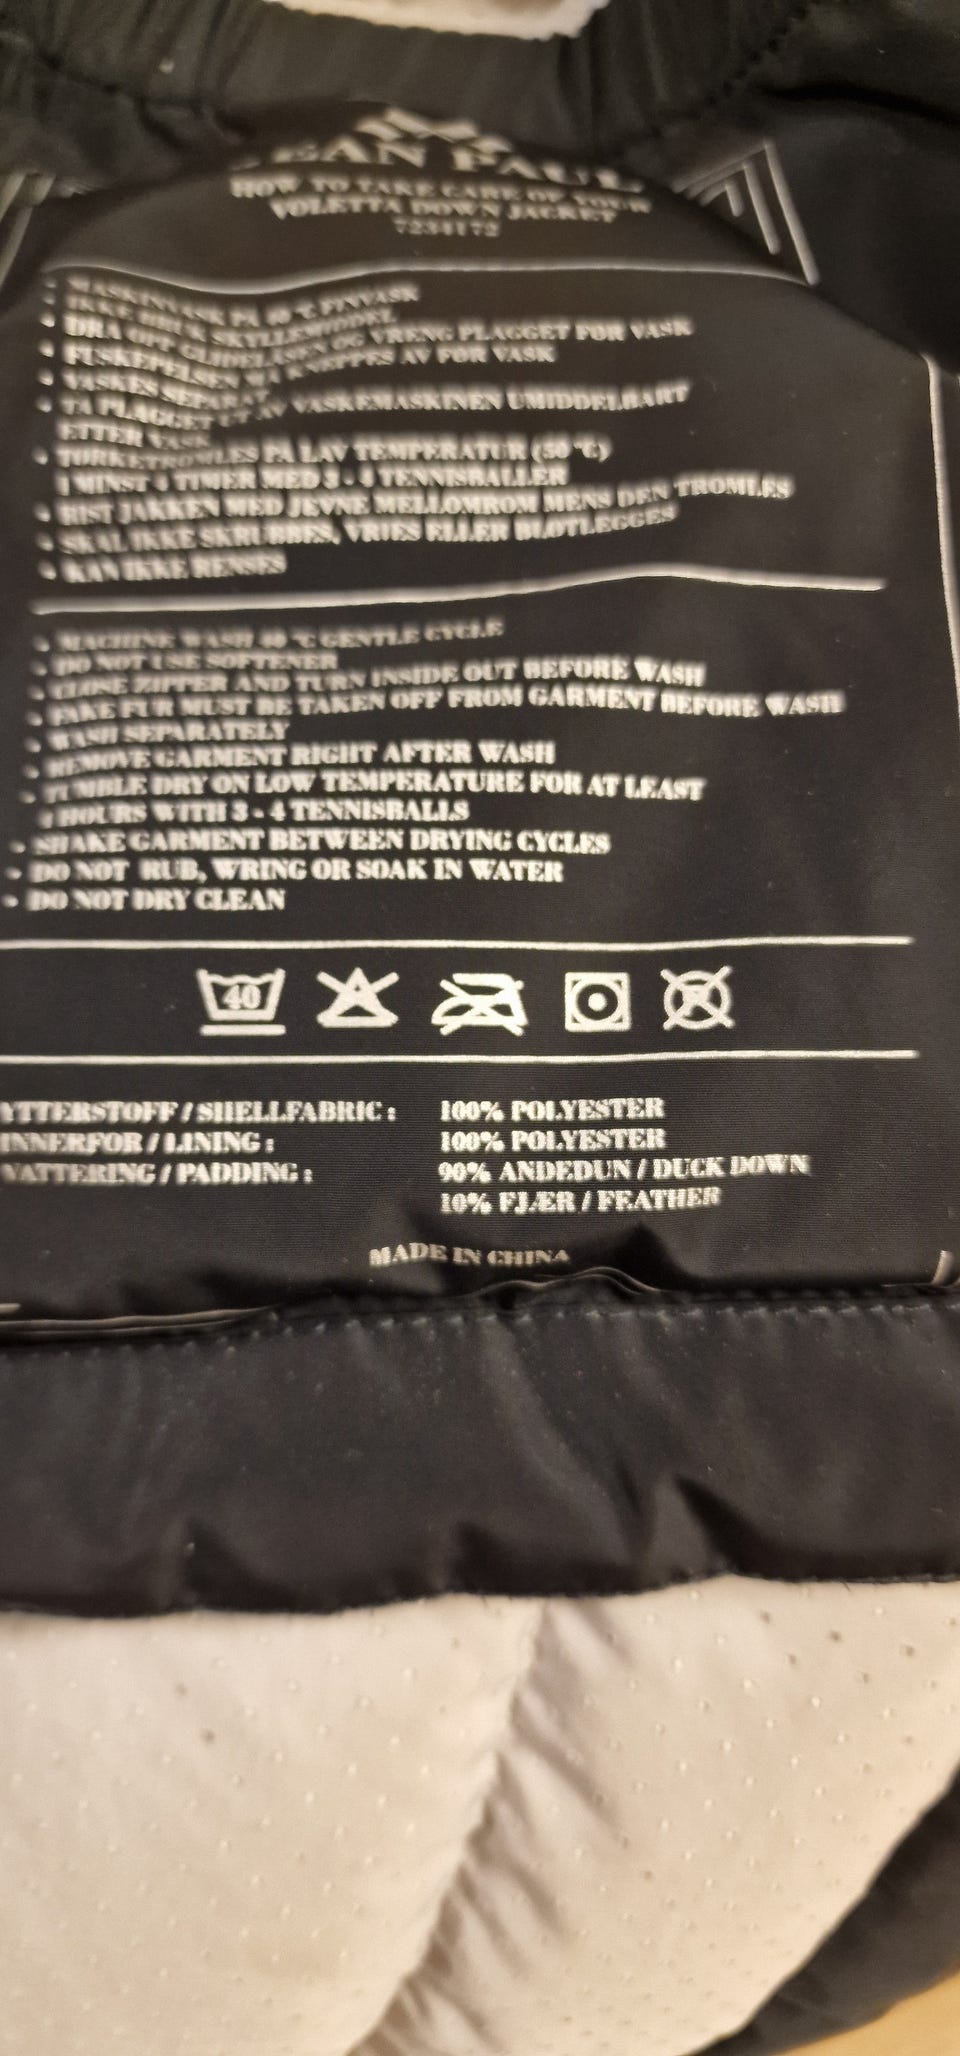 JEAN PAUL
HOW TO TAKE CARE OF YOUR
VOLETTA DOWN JACKET
7234172
• MASKINVASK PÅ 40 °C FINVASK
• IKKE BRUK SKYLLEMIDDEL
• DRA OPP GLIDELÅSEN OG VRENG PLAGGET FØR VASK
• FUSKEPELSEN MÅ KNEPPES AV FØR VASK
• VASKES SEPARAT
• TA PLAGGET UT AV VASKEMASKINEN UMIDDELBART
ETTER VASK
• TØRKETROMLES PÅ LAV TEMPERATUR (50 °C)
I MINST 4 TIMER MED 3 - 4 TENNISBALLER
• RIST JAKKEN MED JEVNE MELLOMROM MENS DEN TROMLES
• SKAL IKKE SKRUBBES, VRIES ELLER BLØTLEGGES
• KAN IKKE RENSES
• MACHINE WASH 40 °C GENTLE CYCLE
• DO NOT USE SOFTENER
• CLOSE ZIPPER AND TURN INSIDE OUT BEFORE WASH
• FAKE FUR MUST BE TAKEN OFF FROM GARMENT BEFORE WASH
• WASH SEPARATELY
• REMOVE GARMENT RIGHT AFTER WASH
• TUMBLE DRY ON LOW TEMPERATURE FOR AT LEAST
4 HOURS WITH 3 - 4 TENNISBALLS
• SHAKE GARMENT BETWEEN DRYING CYCLES
• DO NOT RUB, WRING OR SOAK IN WATER
• DO NOT DRY CLEAN
40
YTTERSTOFF / SHELLFABRIC : 100% POLYESTER
INNERFOR / LINING : 100% POLYESTER
VATTERING / PADDING : 90% ANDEDUN / DUCK DOWN
10% FJÆR / FEATHER
MADE IN CHINA